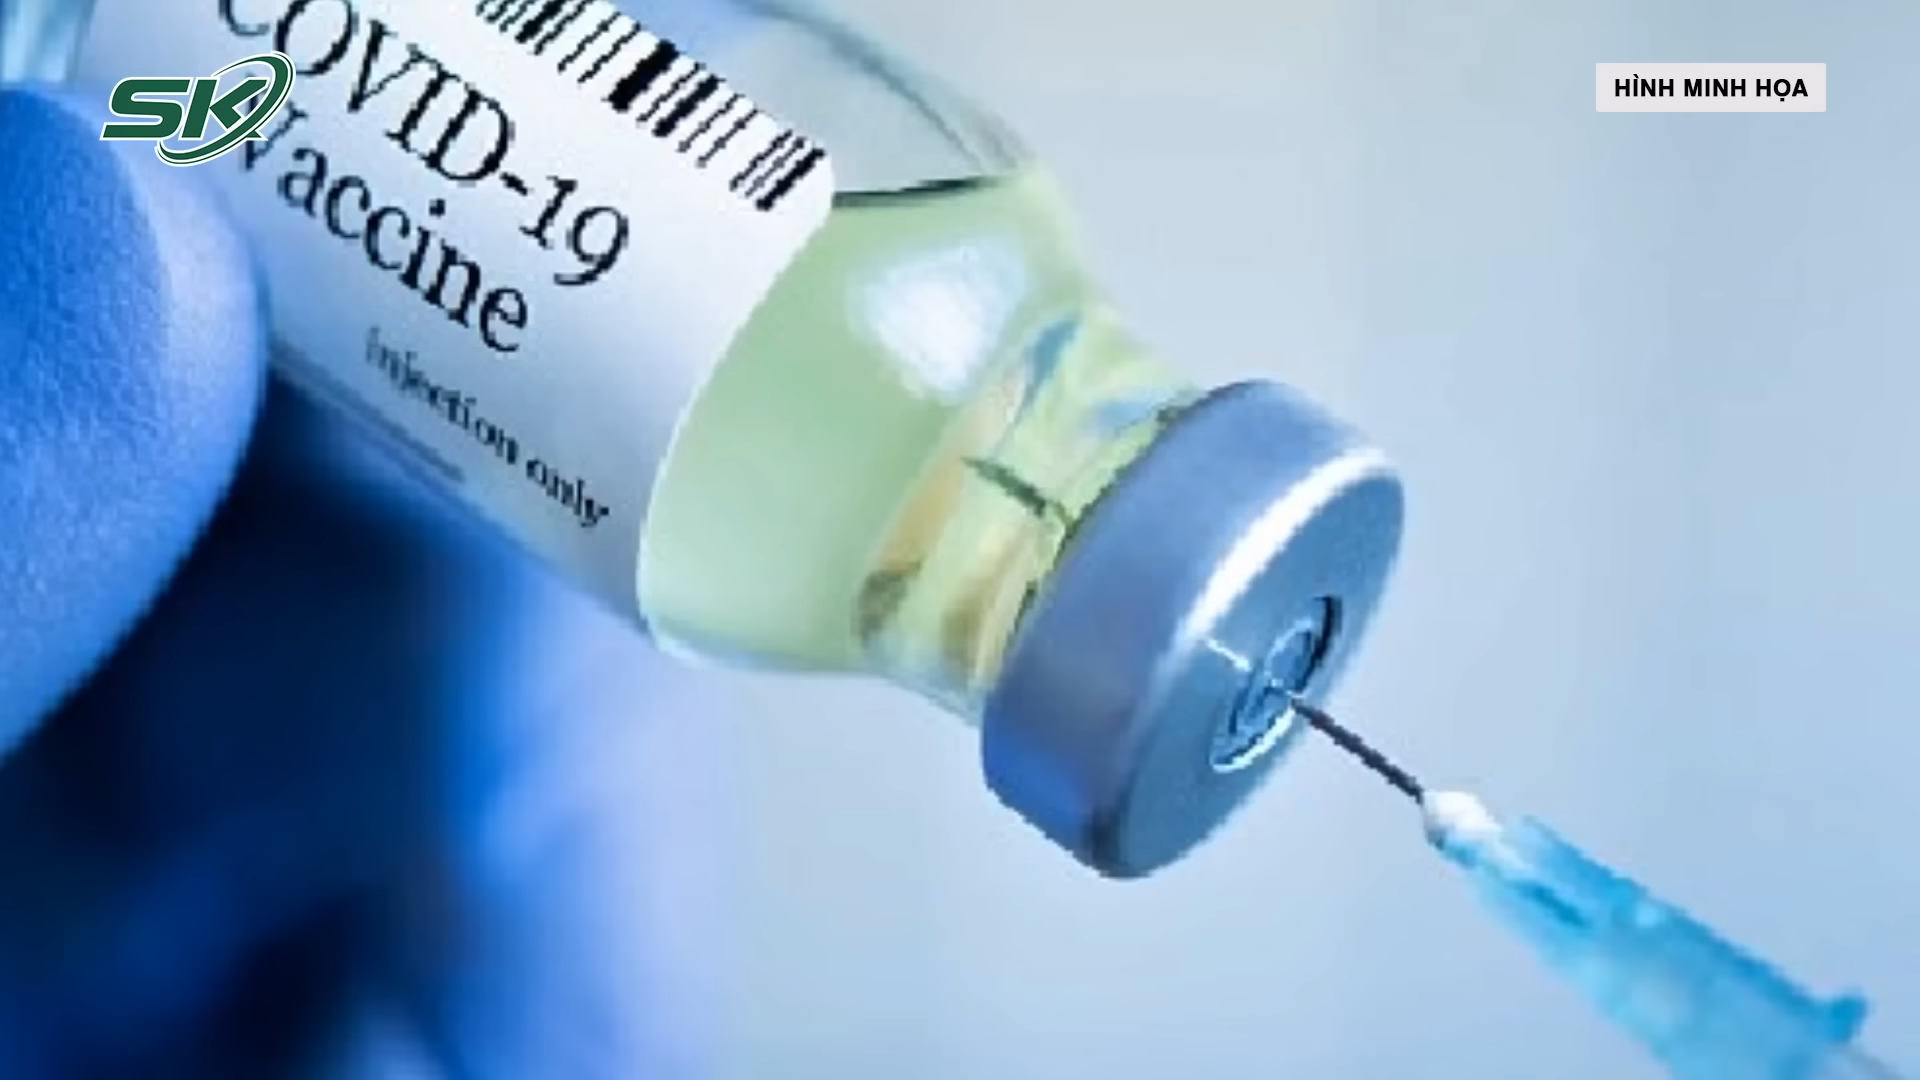 SK
HÌNH MINH HỌA
COVID-19
Vaccine
Injection only